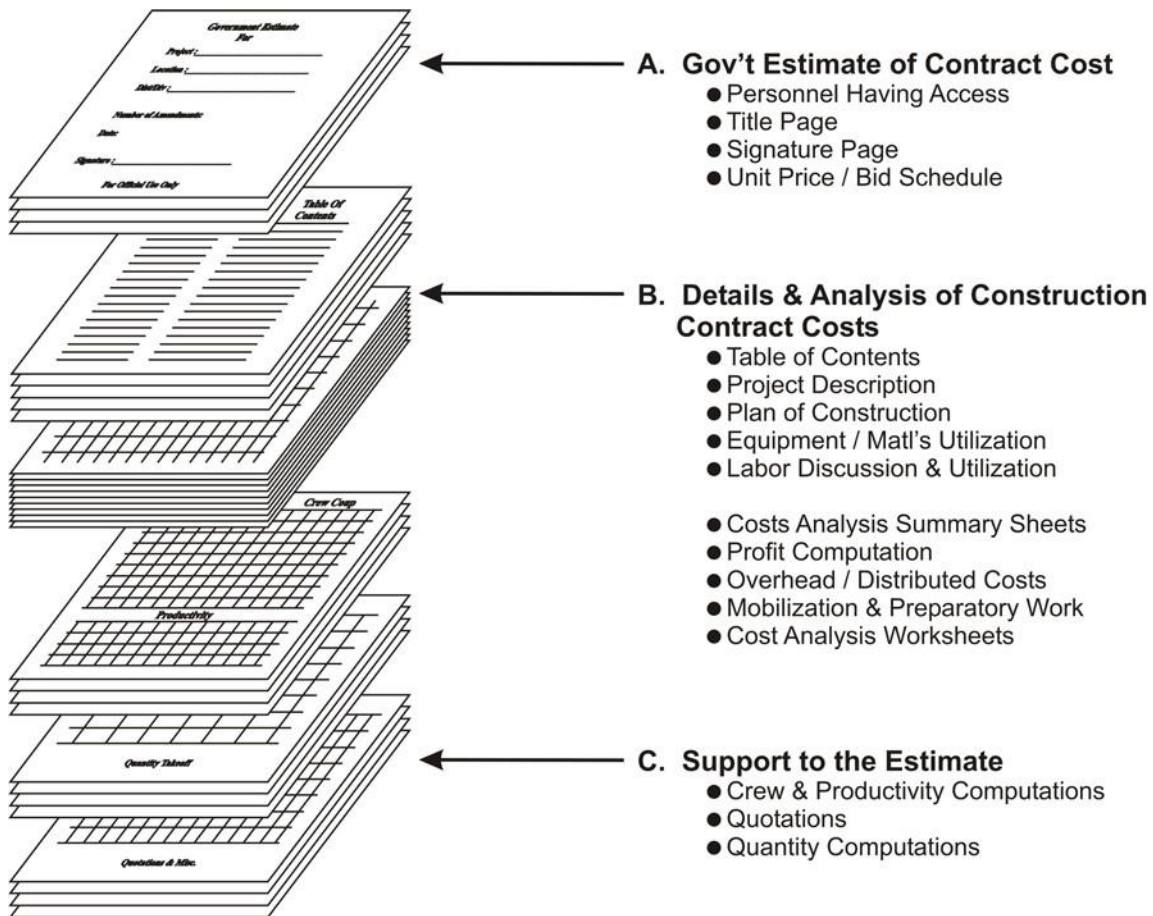 Government Estimate
For
Project :
Location :
Dist/Div :
Number of Amendments:
Date:
Signature :
For Official Use Only
Table Of
Contents
Crew Comp
Productivity
Quantity Takeoff
Quotations & Misc.
A. Gov't Estimate of Contract Cost
● Personnel Having Access
● Title Page
● Signature Page
● Unit Price / Bid Schedule
B. Details & Analysis of Construction
Contract Costs
● Table of Contents
● Project Description
● Plan of Construction
● Equipment / Matl's Utilization
● Labor Discussion & Utilization
● Costs Analysis Summary Sheets
● Profit Computation
● Overhead / Distributed Costs
● Mobilization & Preparatory Work
● Cost Analysis Worksheets
C. Support to the Estimate
● Crew & Productivity Computations
● Quotations
● Quantity Computations